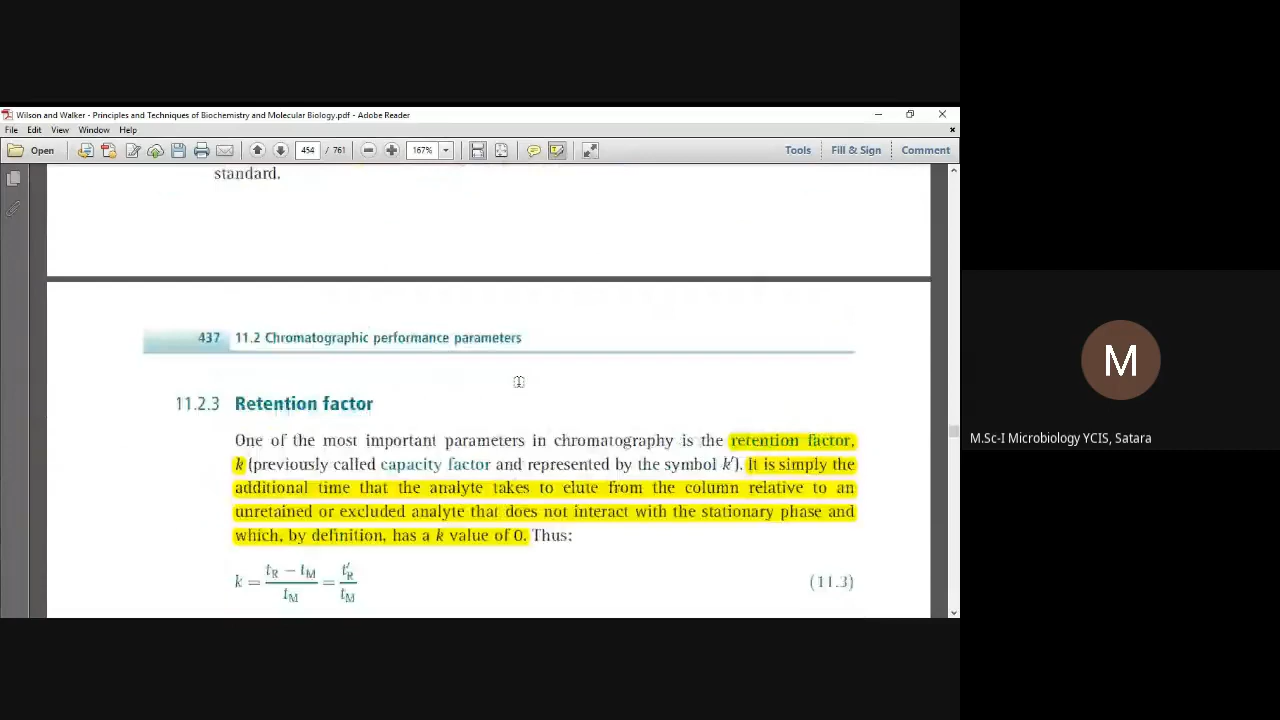 Wilson and Walker - Principles and Techniques of Biochemistry and Molecular Biology.pdf - Adobe Reader
File Edit View Window Help
Open 454 / 761 167% Tools Fill & Sign Comment
standard.
437 11.2 Chromatographic performance parameters
11.2.3 Retention factor
One of the most important parameters in chromatography is the retention factor,
k (previously called capacity factor and represented by the symbol k′). It is simply the
additional time that the analyte takes to elute from the column relative to an
unretained or excluded analyte that does not interact with the stationary phase and
which, by definition, has a k value of 0. Thus:
k = (tR − tM) / tM = t′R / tM (11.3)
M
M.Sc-I Microbiology YCIS, Satara